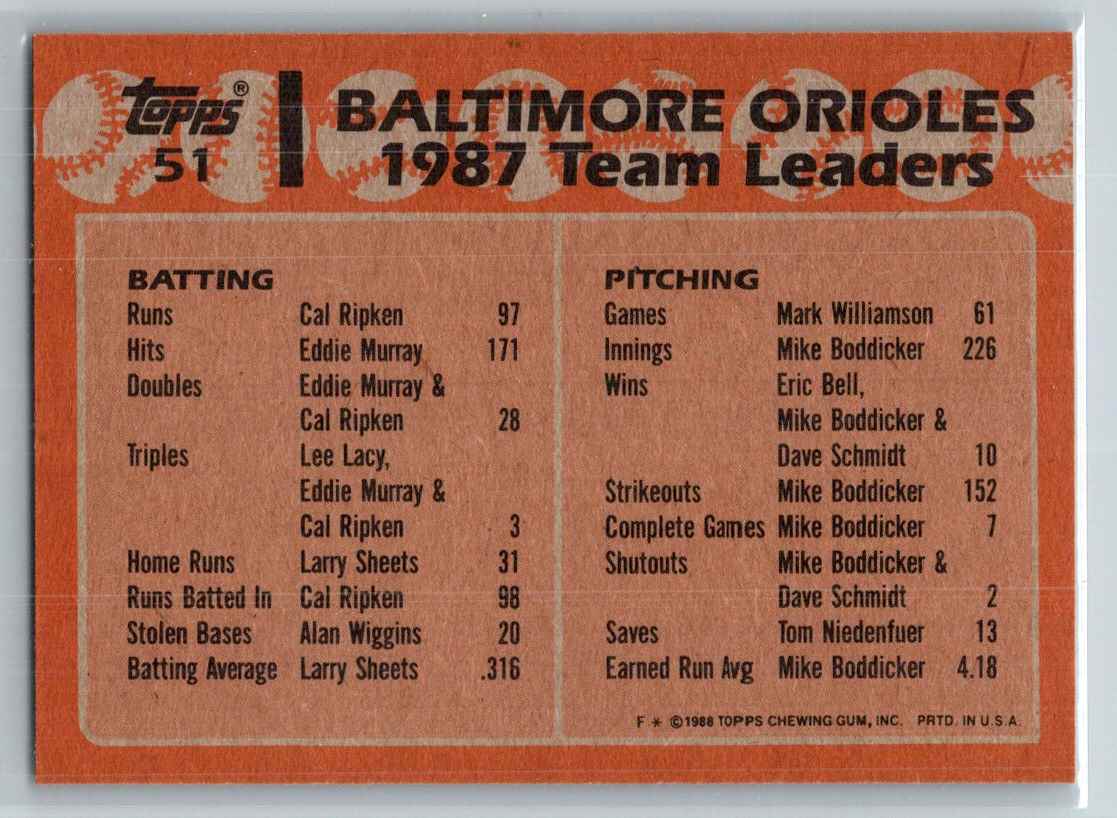 Topps®
51
BALTIMORE ORIOLES
1987 Team Leaders
BATTING
Runs Cal Ripken 97
Hits Eddie Murray 171
Doubles Eddie Murray &
Cal Ripken 28
Triples Lee Lacy,
Eddie Murray &
Cal Ripken 3
Home Runs Larry Sheets 31
Runs Batted In Cal Ripken 98
Stolen Bases Alan Wiggins 20
Batting Average Larry Sheets .316
PITCHING
Games Mark Williamson 61
Innings Mike Boddicker 226
Wins Eric Bell,
Mike Boddicker &
Dave Schmidt 10
Strikeouts Mike Boddicker 152
Complete Games Mike Boddicker 7
Shutouts Mike Boddicker &
Dave Schmidt 2
Saves Tom Niedenfuer 13
Earned Run Avg Mike Boddicker 4.18
F * ©1988 TOPPS CHEWING GUM, INC. PRTD. IN U.S.A.